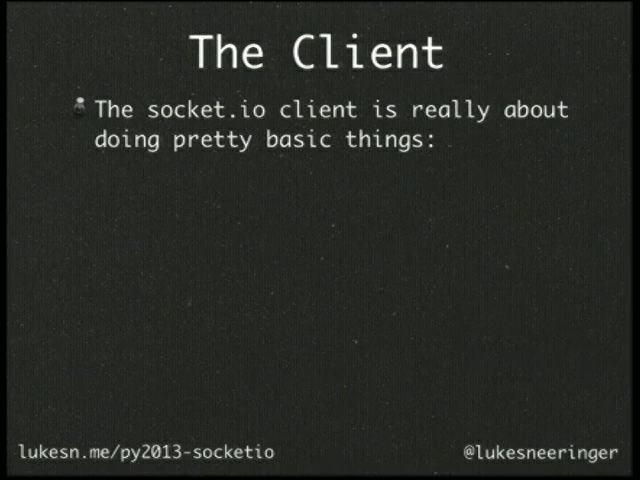 The Client
The socket.io client is really about
doing pretty basic things:
lukesn.me/py2013-socketio
@lukesneeringer